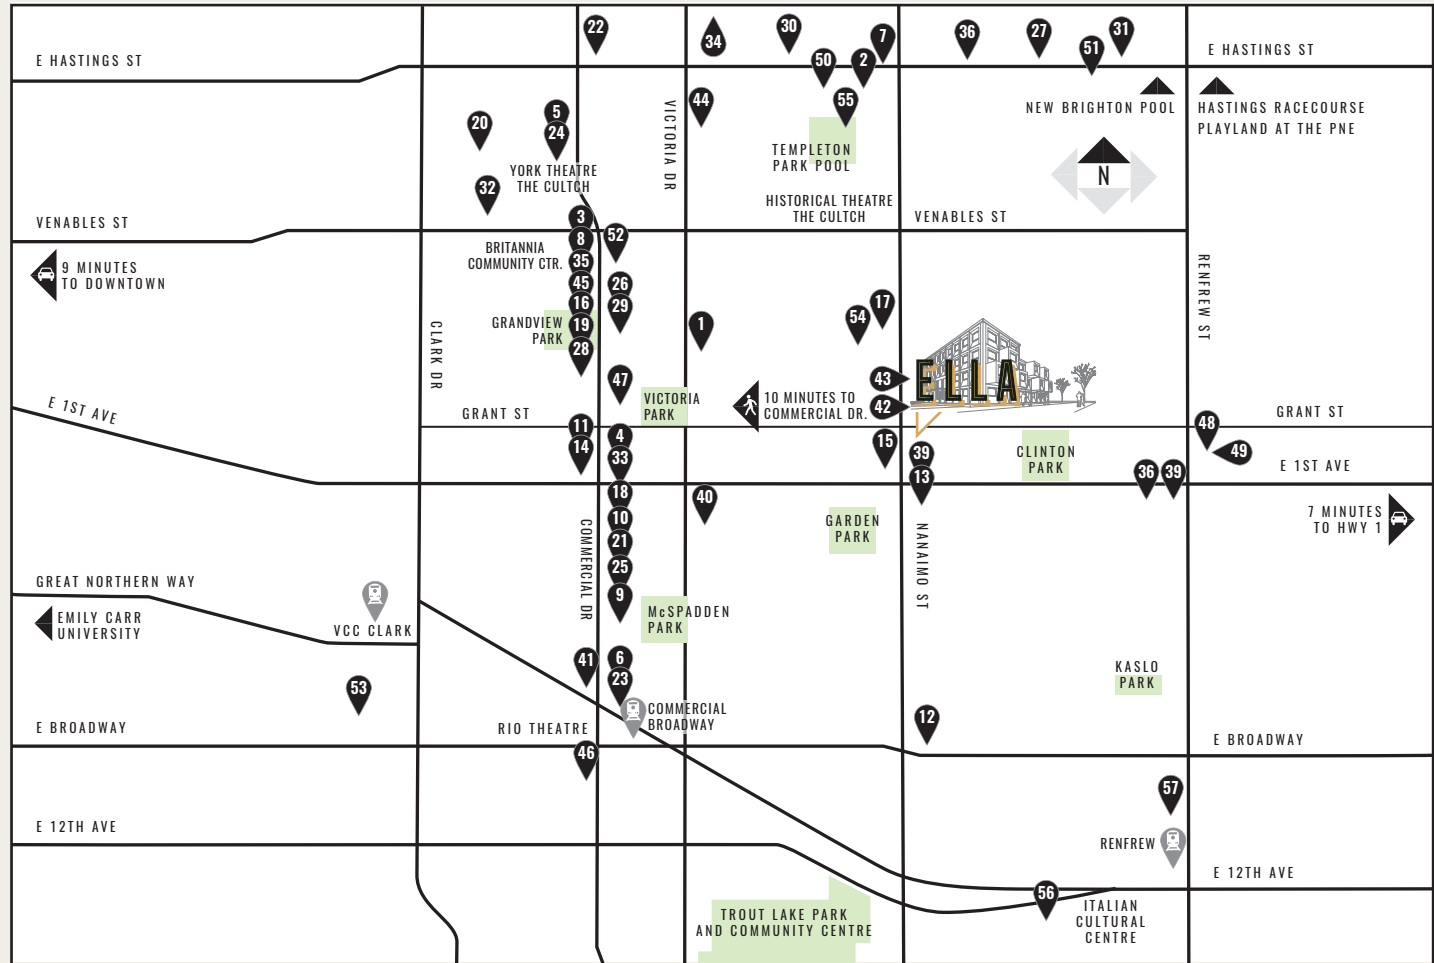 22
34
30
7
36
27
51
31
E HASTINGS ST
E HASTINGS ST
50
2
44
55
5
24
20
VICTORIA DR
NEW BRIGHTON POOL
HASTINGS RACECOURSE
PLAYLAND AT THE PNE
TEMPLETON
PARK POOL
YORK THEATRE
THE CULTCH
N
32
HISTORICAL THEATRE
THE CULTCH
VENABLES ST
VENABLES ST
3
8
52
BRITANNIA
COMMUNITY CTR.
35
9 MINUTES
TO DOWNTOWN
45
26
16
29
RENFREW ST
GRANDVIEW
PARK
19
28
1
17
54
CLARK DR
47
43
42
ELLA
VICTORIA
PARK
10 MINUTES TO
COMMERCIAL DR.
E 1ST AVE
GRANT ST
GRANT ST
11
14
4
33
15
39
13
CLINTON
PARK
48
49
36
39
E 1ST AVE
18
40
10
21
25
9
GARDEN
PARK
7 MINUTES
TO HWY 1
COMMERCIAL DR
NANAIMO ST
GREAT NORTHERN WAY
EMILY CARR
UNIVERSITY
VCC CLARK
McSPADDEN
PARK
41
6
23
KASLO
PARK
53
COMMERCIAL
BROADWAY
12
E BROADWAY
RIO THEATRE
E BROADWAY
46
57
E 12TH AVE
RENFREW
E 12TH AVE
56
ITALIAN
CULTURAL
CENTRE
TROUT LAKE PARK
AND COMMUNITY CENTRE